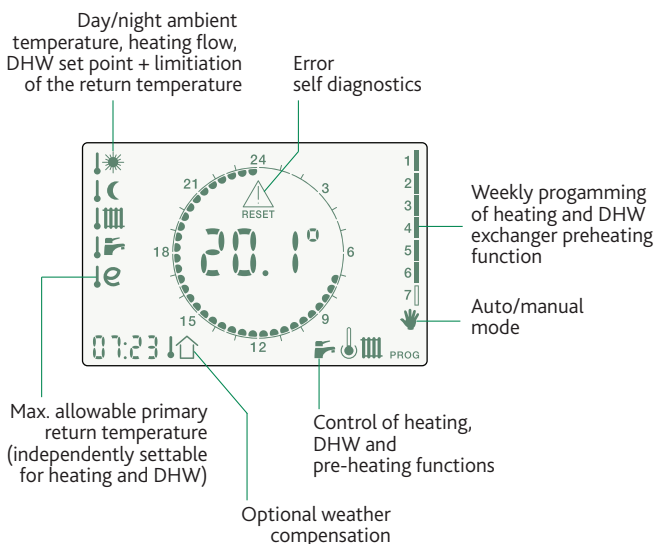 Day/night ambient
temperature, heating flow,
DHW set point + limitiation
of the return temperature
Error
self diagnostics
24
21
3
RESET
18
20.1°
6
15
9
12
1
2
3
4
5
6
7
07:23
PROG
Weekly progamming
of heating and DHW
exchanger preheating
function
Auto/manual
mode
Max. allowable primary
return temperature
(independently settable
for heating and DHW)
Control of heating,
DHW and
pre-heating functions
Optional weather
compensation